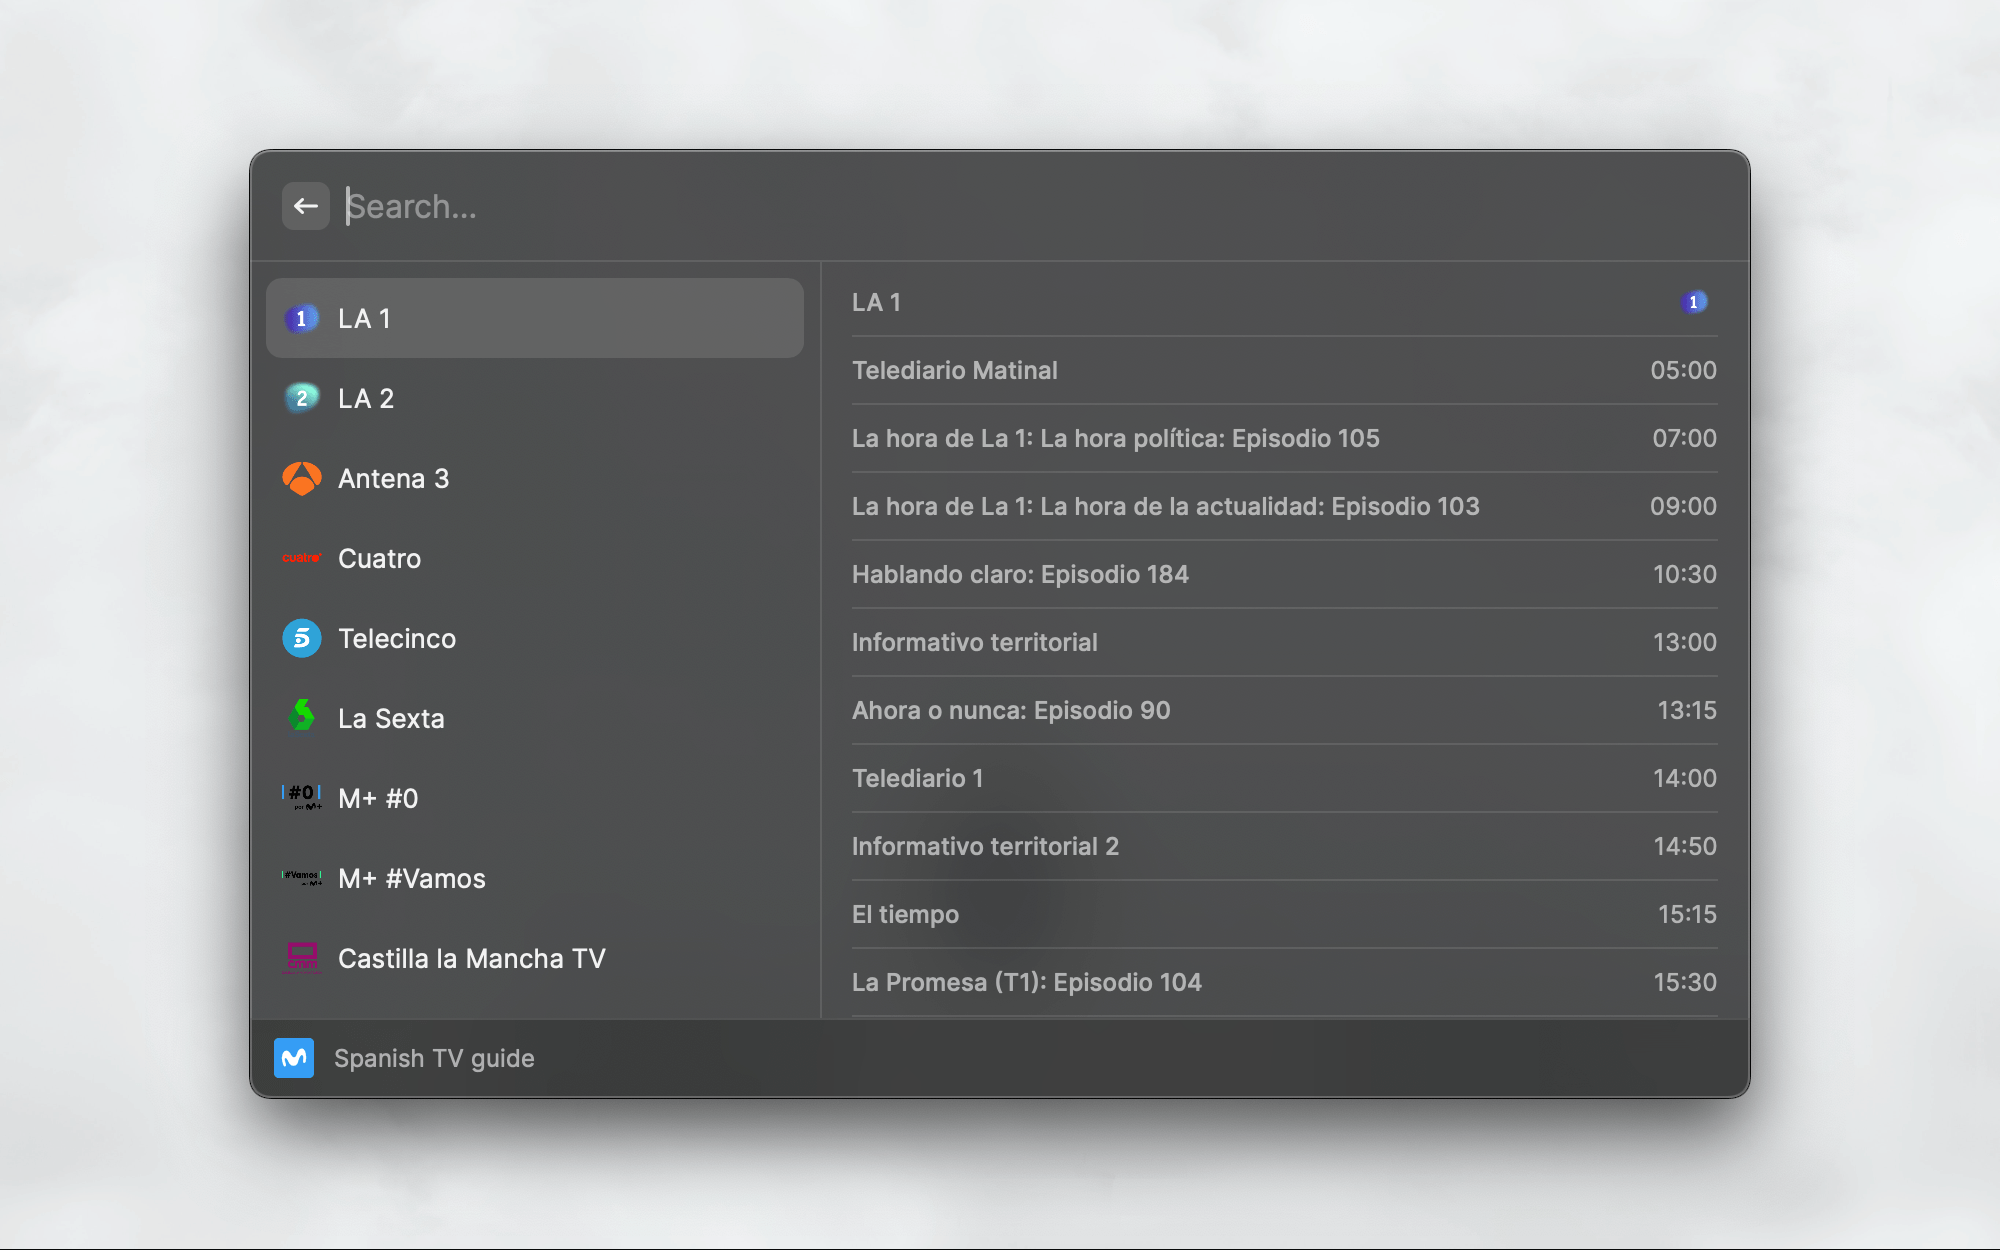 Search...
LA 1
LA 2
Antena 3
cuatro Cuatro
Telecinco
La Sexta
#0 por M+ M+ #0
#Vamos M+ #Vamos
cmm Castilla la Mancha TV
LA 1
Telediario Matinal 05:00
La hora de La 1: La hora política: Episodio 105 07:00
La hora de La 1: La hora de la actualidad: Episodio 103 09:00
Hablando claro: Episodio 184 10:30
Informativo territorial 13:00
Ahora o nunca: Episodio 90 13:15
Telediario 1 14:00
Informativo territorial 2 14:50
El tiempo 15:15
La Promesa (T1): Episodio 104 15:30
Spanish TV guide